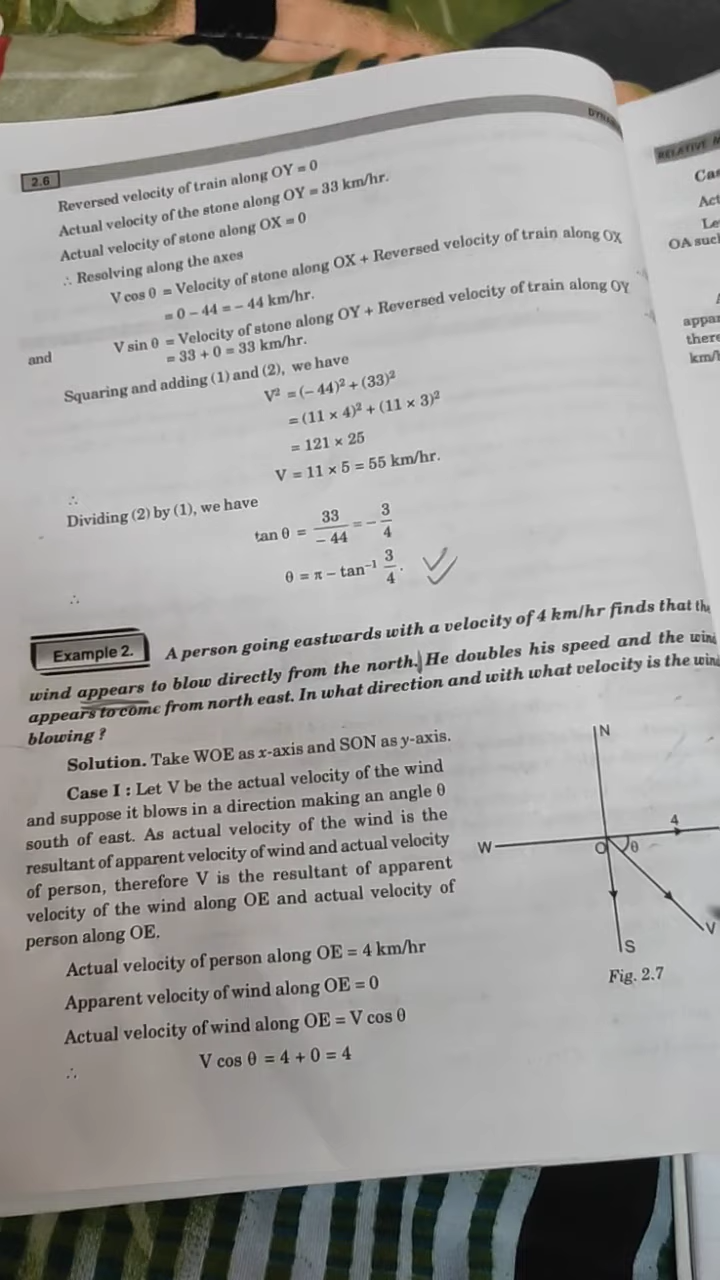 2.6
Reversed velocity of train along OY = 0
Actual velocity of the stone along OY = 33 km/hr.
Actual velocity of stone along OX = 0
∴ Resolving along the axes
V cos θ = Velocity of stone along OX + Reversed velocity of train along OX
= 0 – 44 = – 44 km/hr.
and V sin θ = Velocity of stone along OY + Reversed velocity of train along OY
= 33 + 0 = 33 km/hr.
Squaring and adding (1) and (2), we have
V² = (– 44)² + (33)²
= (11 × 4)² + (11 × 3)²
= 121 × 25
∴ V = 11 × 5 = 55 km/hr.
Dividing (2) by (1), we have
tan θ = 33/– 44 = – 3/4
∴ θ = π – tan⁻¹ 3/4.
Example 2. A person going eastwards with a velocity of 4 km/hr finds that the
wind appears to blow directly from the north. He doubles his speed and the wind
appears to come from north east. In what direction and with what velocity is the wind
blowing ?
Solution. Take WOE as x-axis and SON as y-axis.
Case I : Let V be the actual velocity of the wind
and suppose it blows in a direction making an angle θ
south of east. As actual velocity of the wind is the
resultant of apparent velocity of wind and actual velocity
of person, therefore V is the resultant of apparent
velocity of the wind along OE and actual velocity of
person along OE.
Actual velocity of person along OE = 4 km/hr
Apparent velocity of wind along OE = 0
Actual velocity of wind along OE = V cos θ
∴ V cos θ = 4 + 0 = 4
N
4
W
O
θ
V
S
Fig. 2.7
RELATIVE
OA
km/h